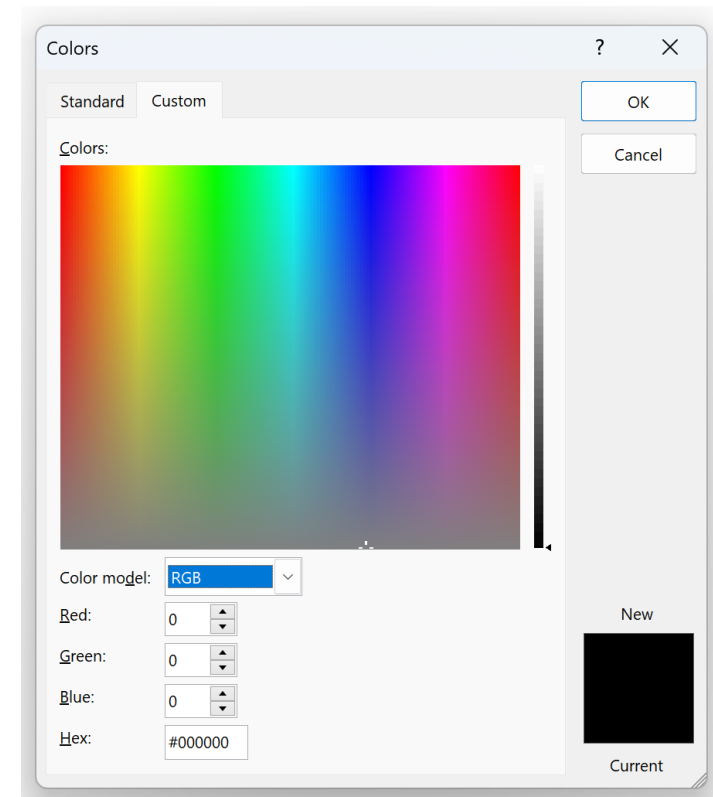 Colors ?
Standard Custom OK
Colors: Cancel
Color model: RGB
Red: 0 New
Green: 0
Blue: 0
Hex: #000000
Current